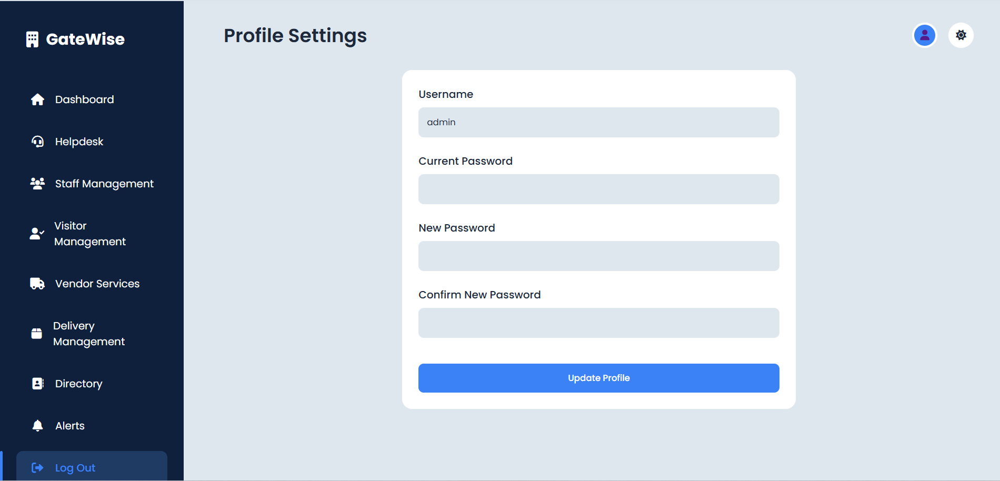 GateWise
Dashboard
Helpdesk
Staff Management
Visitor
Management
Vendor Services
Delivery
Management
Directory
Alerts
Log Out
Profile Settings
Username
admin
Current Password
New Password
Confirm New Password
Update Profile